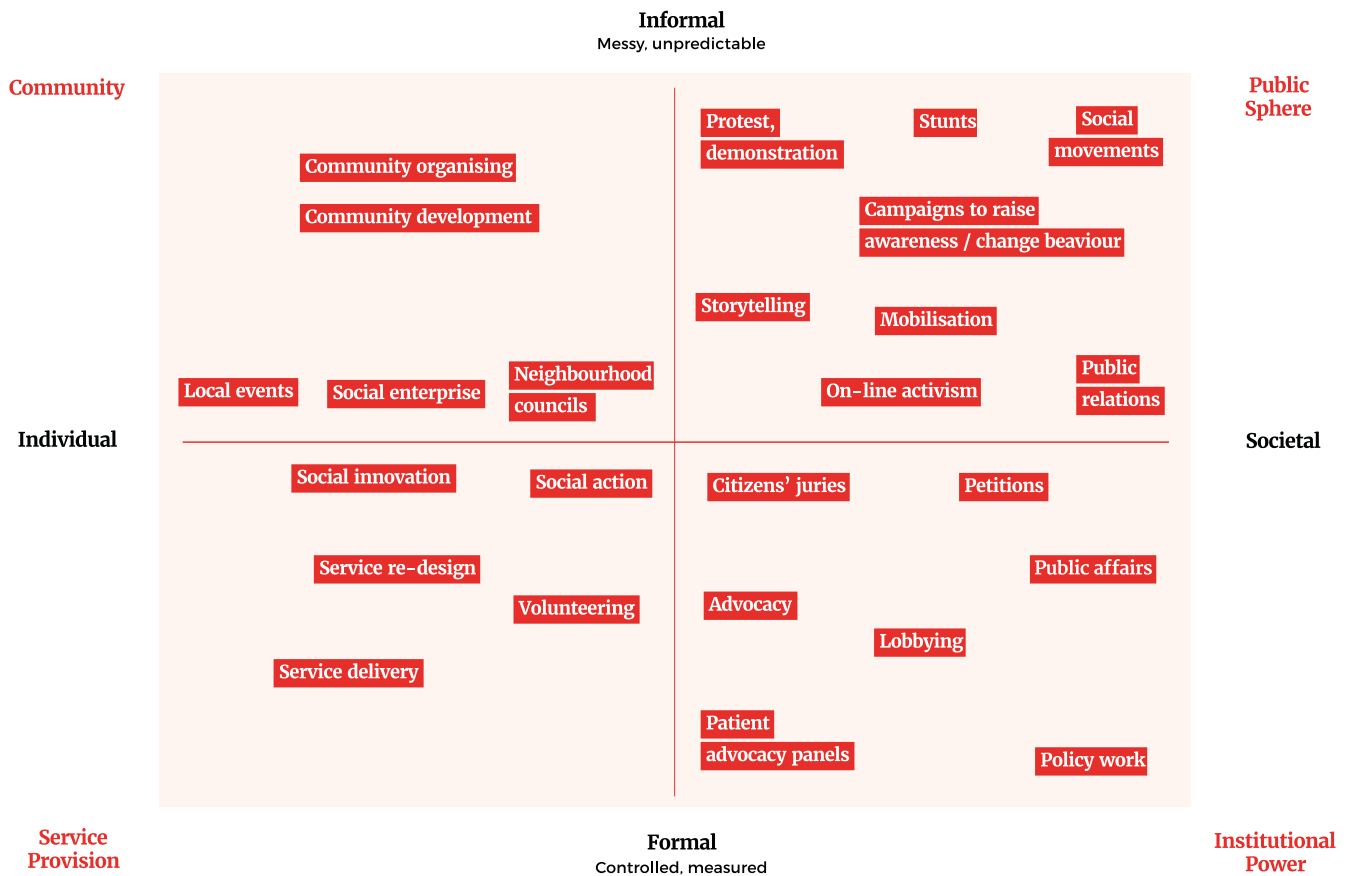 Informal
Messy, unpredictable
Community
Public
Sphere
Protest,
demonstration
Stunts
Social
movements
Community organising
Community development
Campaigns to raise
awareness / change beaviour
Storytelling
Mobilisation
Local events
Social enterprise
Neighbourhood
councils
On-line activism
Public
relations
Individual
Societal
Social innovation
Social action
Citizens’ juries
Petitions
Service re-design
Volunteering
Public affairs
Advocacy
Lobbying
Service delivery
Patient
advocacy panels
Policy work
Service
Provision
Formal
Controlled, measured
Institutional
Power